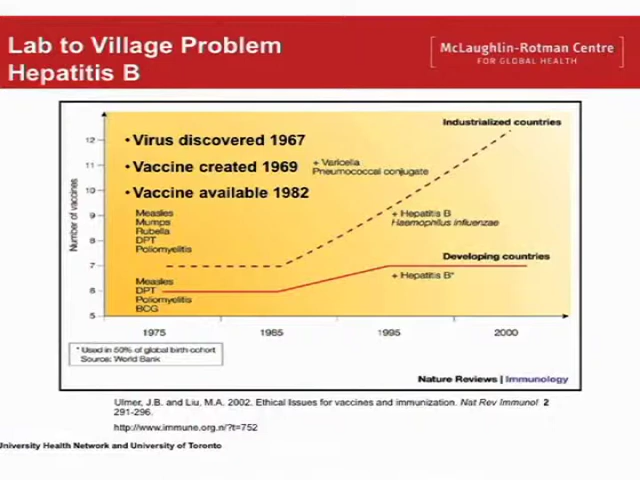 Lab to Village Problem
Hepatitis B
McLaughlin-Rotman Centre
FOR GLOBAL HEALTH
Industrialized countries
• Virus discovered 1967
• Vaccine created 1969
• Vaccine available 1982
+ Varicella
Pneumococcal conjugate
Measles
Mumps
Rubella
DPT
Poliomyelitis
+ Hepatitis B
Haemophilus influenzae
Developing countries
+ Hepatitis B*
Measles
DPT
Poliomyelitis
BCG
Number of vaccines
12
11
10
9
8
7
6
5
1975 1985 1995 2000
* Used in 50% of global birth-cohort
Source: World Bank
Nature Reviews | Immunology
Ulmer, J.B. and Liu, M.A. 2002. Ethical Issues for vaccines and immunization. Nat Rev Immunol 2
291-296.
http://www.immune.org.n/?t=752
University Health Network and University of Toronto